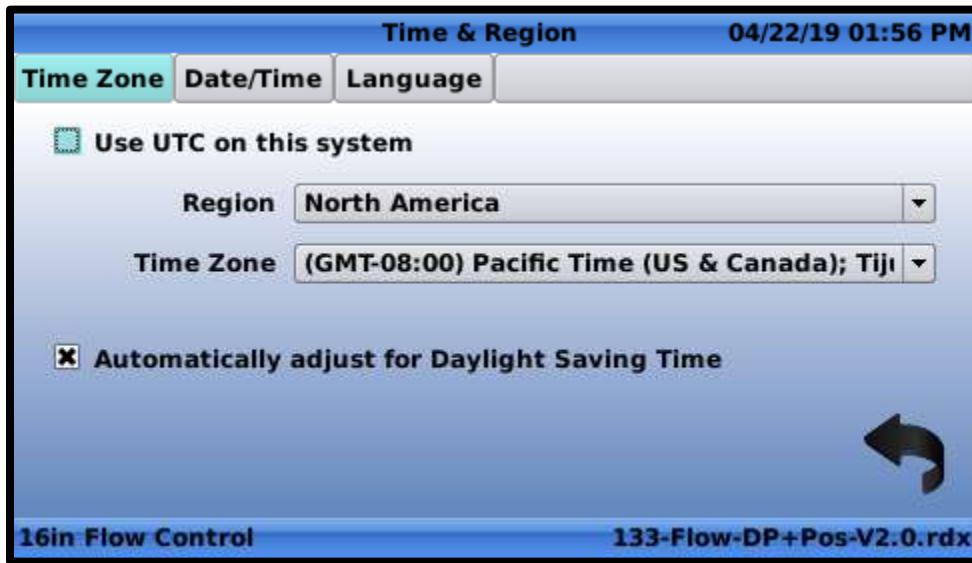 Time & Region 04/22/19 01:56 PM
Time Zone Date/Time Language
Use UTC on this system
Region North America
Time Zone (GMT-08:00) Pacific Time (US & Canada); Tiju
Automatically adjust for Daylight Saving Time
16in Flow Control 133-Flow-DP+Pos-V2.0.rdx